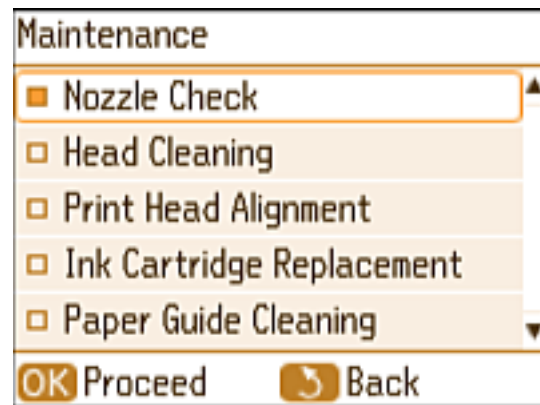 Maintenance
Nozzle Check
Head Cleaning
Print Head Alignment
Ink Cartridge Replacement
Paper Guide Cleaning
OK Proceed Back